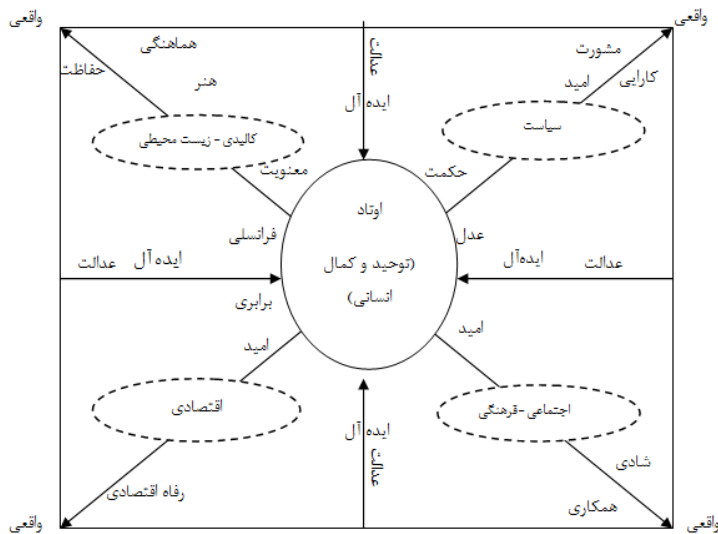 واقعی
واقعی
هماهنگی
عدالت
مشورت
حفاظت
هنر
ایده آل
امید
کارایی
کالیدی - زیست محیطی
سیاست
معنویت
حکمت
اوتاد
فرانسلی
عدل
(توحید و کمال
انسانی)
عدالت
ایده آل
ایده‌آل
عدالت
برابری
امید
امید
اقتصادی
ایده آل
اجتماعی -قرهنگی
عدالت
شادی
رفاه اقتصادی
همکاری
واقعی
واقعی